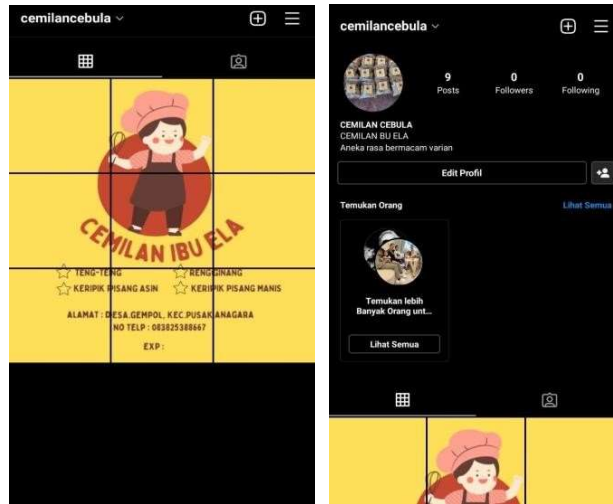 cemilancebula
CEMILAN IBU ELA
TENG-TENG
RENGGINANG
KERIPIK PISANG ASIN
KERIPIK PISANG MANIS
ALAMAT : DESA.GEMPOL, KEC.PUSAKANAGARA
NO TELP : 083825388667
EXP :
cemilancebula
9
0
0
Posts
Followers
Following
CEMILAN CEBULA
CEMILAN BU ELA
Aneka rasa bermacam varian
Edit Profil
Temukan Orang
Lihat Semua
Temukan lebih
Banyak Orang unt...
Lihat Semua